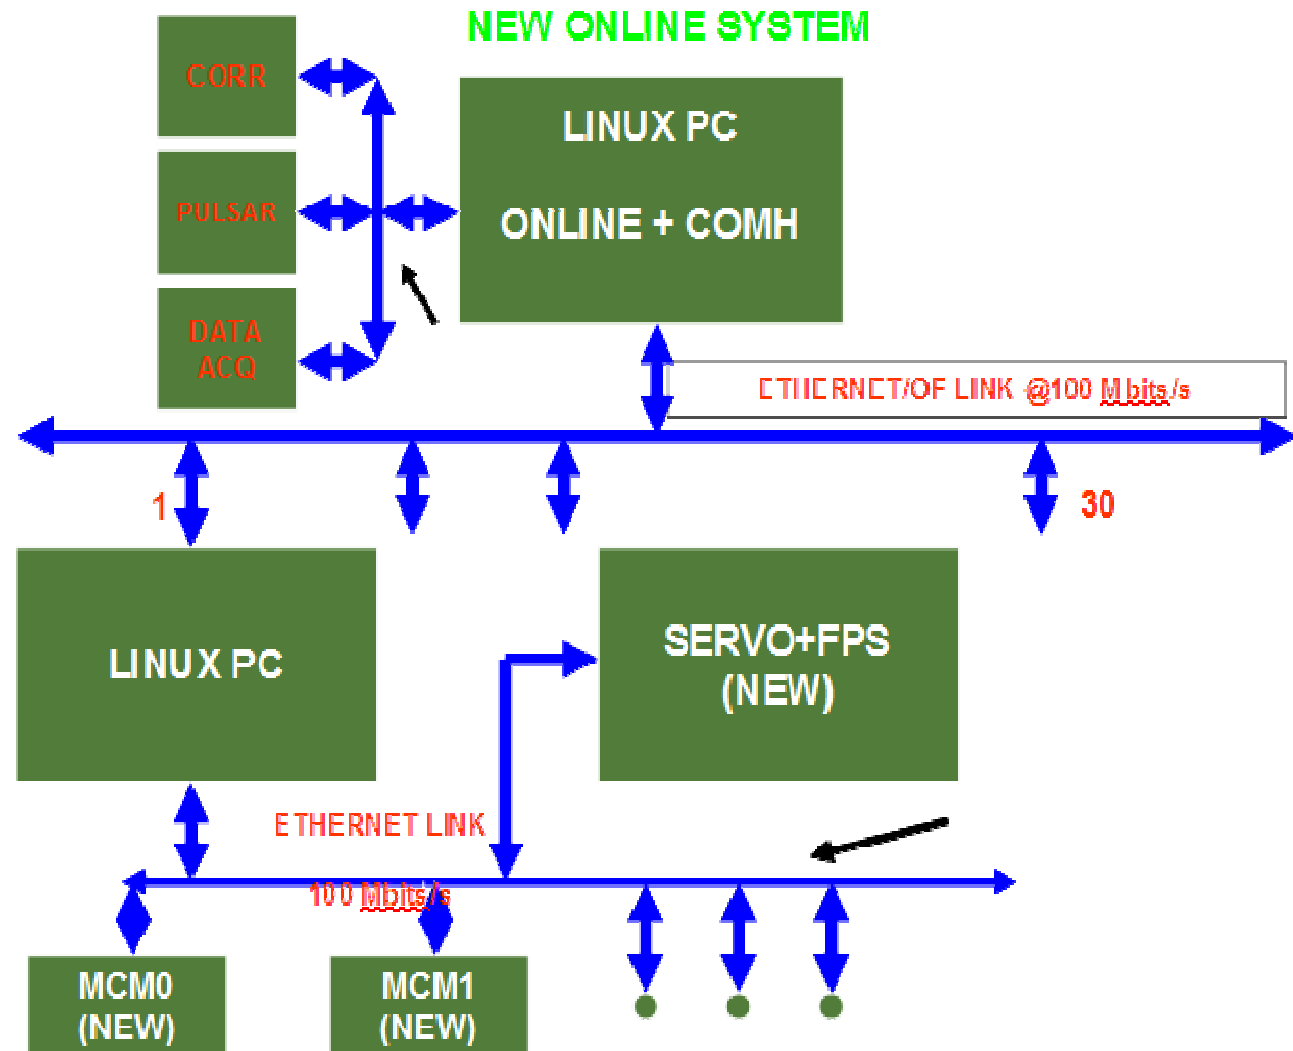 NEW ONLINE SYSTEM
CORR
LINUX PC
PULSAR
ONLINE + COMH
DATA
ACQ
ETHERNET/OF LINK @100 Mbits/s
1
30
LINUX PC
SERVO+FPS
(NEW)
ETHERNET LINK
100 Mbits/s
MCM0
(NEW)
MCM1
(NEW)